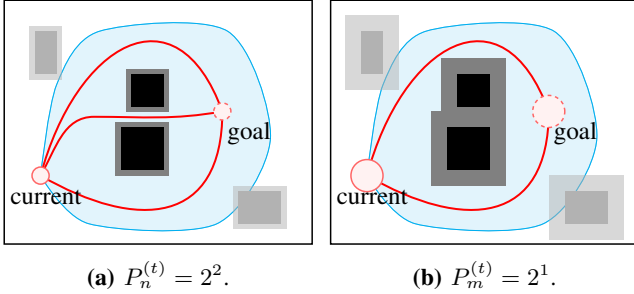 goal
current
goal
current
(a) $P_n^{(t)} = 2^2$.
(b) $P_m^{(t)} = 2^1$.